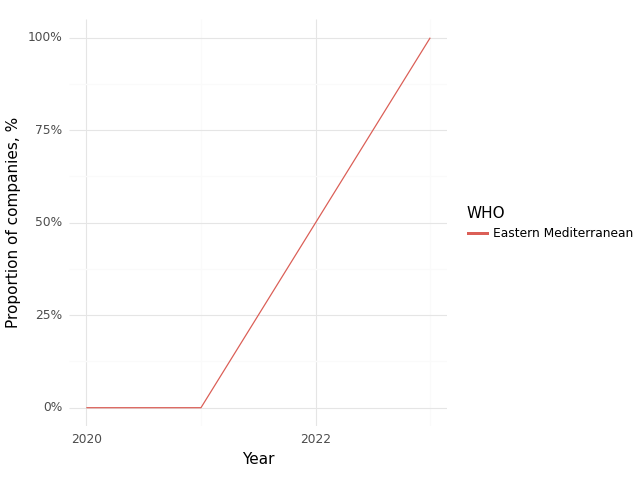 100%
75%
50%
25%
0%
2020
2022
Year
Proportion of companies, %
WHO
Eastern Mediterranean